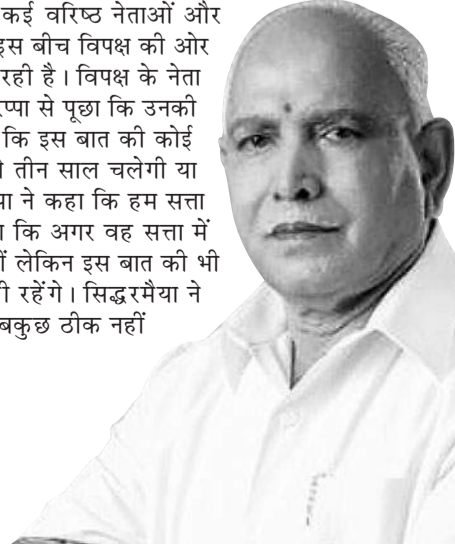 कई वरिष्ठ नेताओं और
इस बीच विपक्ष की ओर
रही है। विपक्ष के नेता
प्पा से पूछा कि उनकी
कि इस बात की कोई
तीन साल चलेगी या
या ने कहा कि हम सत्ता
कि अगर वह सत्ता में
लेकिन इस बात की भी
रहेंगे। सिद्धरमैया ने
बकुछ ठीक नहीं